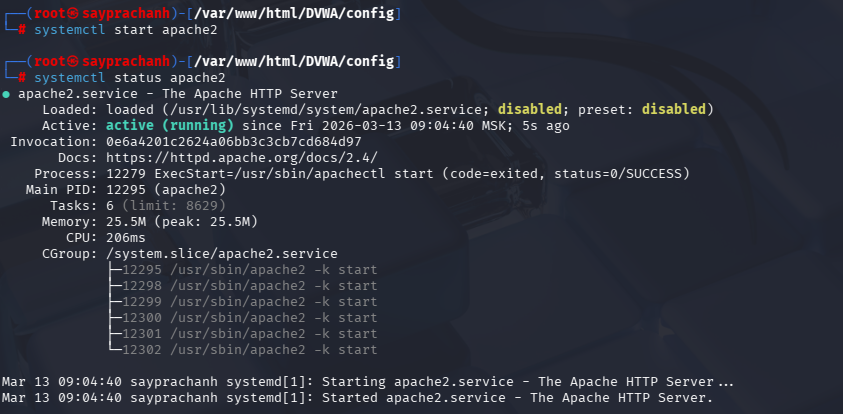 ┌──(root㉿sayprachanh)-[/var/www/html/DVWA/config]
└─# systemctl start apache2
┌──(root㉿sayprachanh)-[/var/www/html/DVWA/config]
└─# systemctl status apache2
● apache2.service - The Apache HTTP Server
Loaded: loaded (/usr/lib/systemd/system/apache2.service; disabled; preset: disabled)
Active: active (running) since Fri 2026-03-13 09:04:40 MSK; 5s ago
Invocation: 0e6a4201c2624a06bb3c3cb7cd684d97
Docs: https://httpd.apache.org/docs/2.4/
Process: 12279 ExecStart=/usr/sbin/apachectl start (code=exited, status=0/SUCCESS)
Main PID: 12295 (apache2)
Tasks: 6 (limit: 8629)
Memory: 25.5M (peak: 25.5M)
CPU: 206ms
CGroup: /system.slice/apache2.service
├─12295 /usr/sbin/apache2 -k start
├─12298 /usr/sbin/apache2 -k start
├─12299 /usr/sbin/apache2 -k start
├─12300 /usr/sbin/apache2 -k start
├─12301 /usr/sbin/apache2 -k start
└─12302 /usr/sbin/apache2 -k start
Mar 13 09:04:40 sayprachanh systemd[1]: Starting apache2.service - The Apache HTTP Server...
Mar 13 09:04:40 sayprachanh systemd[1]: Started apache2.service - The Apache HTTP Server.